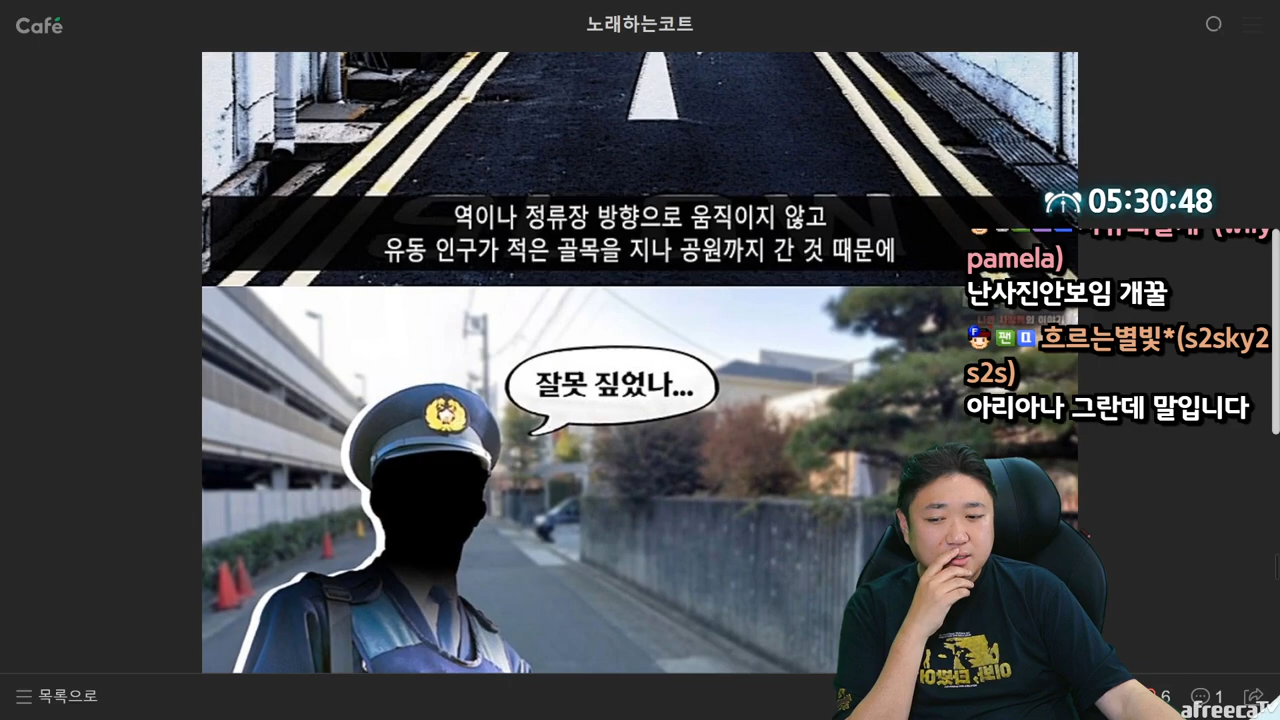 Café
노래하는코트
역이나 정류장 방향으로 움직이지 않고
유동 인구가 적은 골목을 지나 공원까지 간 것 때문에
05:30:48
pamela)
난사진안보임 개꿀
흐르는별빛*(s2sky2
s2s)
아리아나 그란데 말입니다
잘못 짚었나...
목록으로
6
1
afreecaTV